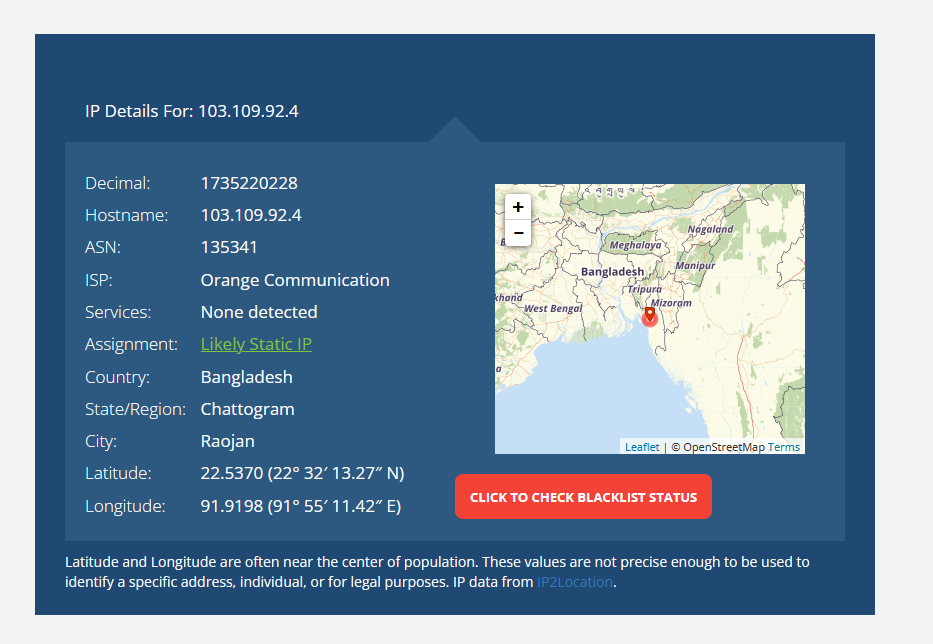 IP Details For: 103.109.92.4
Decimal: 1735220228
Hostname: 103.109.92.4
ASN: 135341
ISP: Orange Communication
Services: None detected
Assignment: Likely Static IP
Country: Bangladesh
State/Region: Chattogram
City: Raojan
Latitude: 22.5370 (22° 32′ 13.27″ N)
Longitude: 91.9198 (91° 55′ 11.42″ E)
+
−
Nagaland
Meghalaya
Bangladesh
Manipur
Tripura
khand
West Bengal
Mizoram
Leaflet | © OpenStreetMap Terms
CLICK TO CHECK BLACKLIST STATUS
Latitude and Longitude are often near the center of population. These values are not precise enough to be used to
identify a specific address, individual, or for legal purposes. IP data from IP2Location.